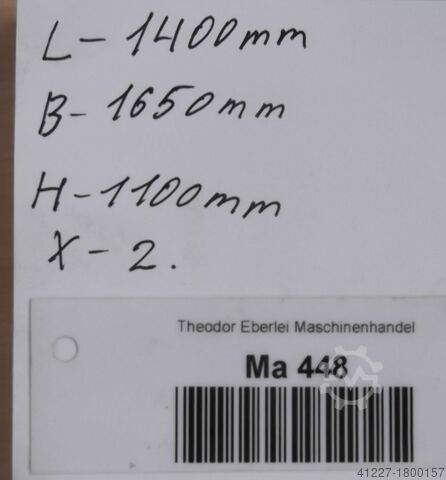 L - 1400mm
B - 1650mm
H - 1100mm
X - 2.
Theodor Eberlei Maschinenhandel
Ma 448
41227-1800157